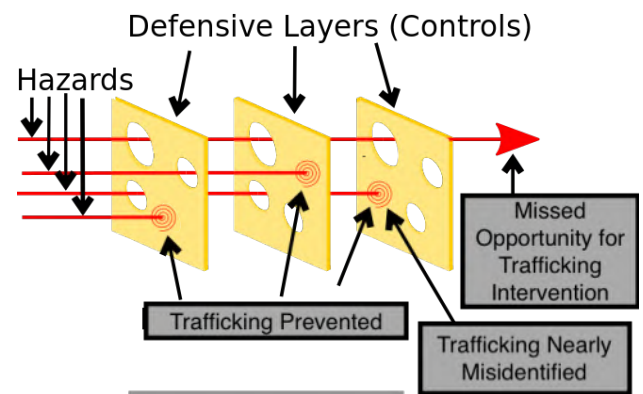 Defensive Layers (Controls)
Hazards
Missed
Opportunity for
Trafficking
Intervention
Trafficking Prevented
Trafficking Nearly
Misidentified